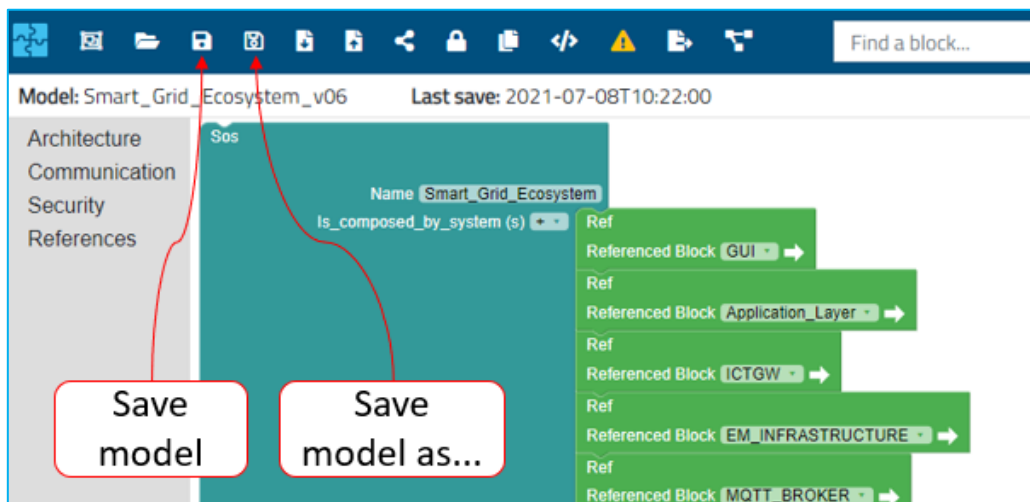 Find a block...
Model: Smart_Grid_Ecosystem_v06 Last save: 2021-07-08T10:22:00
Architecture
Communication
Security
References
Sos
Name Smart_Grid_Ecosystem
Is_composed_by_system (s) +
Ref
Referenced Block GUI
Ref
Referenced Block Application_Layer
Ref
Referenced Block ICTGW
Ref
Referenced Block EM_INFRASTRUCTURE
Ref
Referenced Block MQTT_BROKER
Save
model
Save
model as...